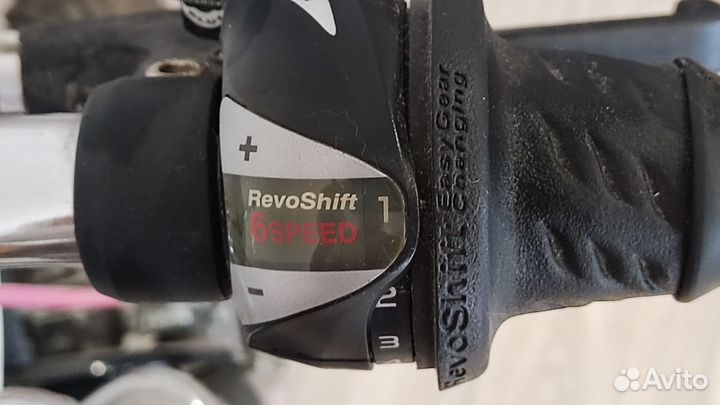 +
RevoShift 1
6SPEED
-
2
3
RevoShift Easy Gear
Changing
Avito